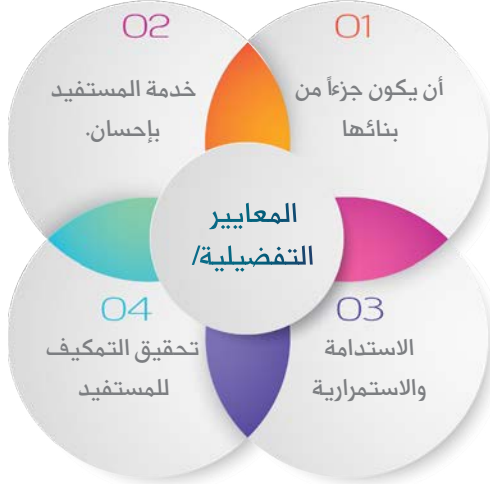 01
أن يكون جزءاً من
بنائها
02
خدمة المستفيد
بإحسان.
المعايير
التفضيلية/
03
الاستدامة
والاستمرارية
04
تحقيق التمكيف
للمستفيد